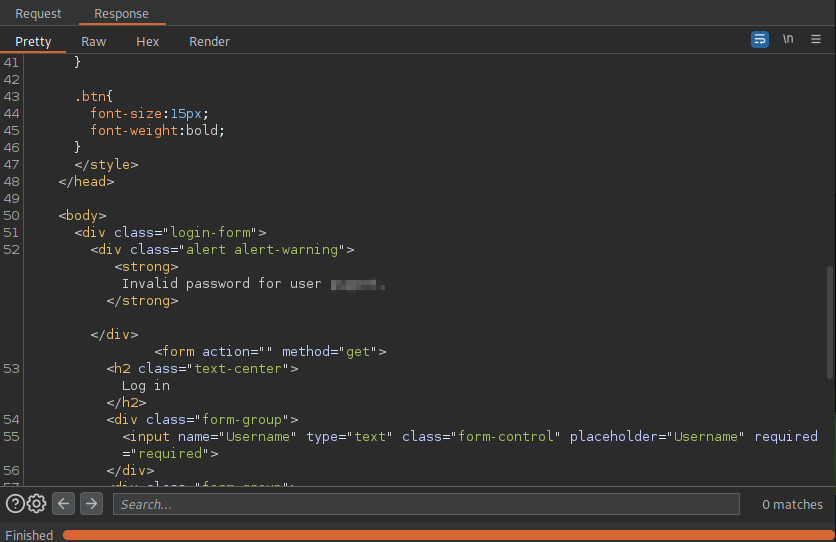 Request Response
Pretty Raw Hex Render \n
41 }
42
43 .btn{
44 font-size:15px;
45 font-weight:bold;
46 }
47 </style>
48 </head>
49
50 <body>
51 <div class="login-form">
52 <div class="alert alert-warning">
<strong>
Invalid password for user
</strong>
</div>
<form action="" method="get">
53 <h2 class="text-center">
Log in
</h2>
54 <div class="form-group">
55 <input name="Username" type="text" class="form-control" placeholder="Username" required
="required">
56 </div>
57 <div class="form-group">
Search... 0 matches
Finished